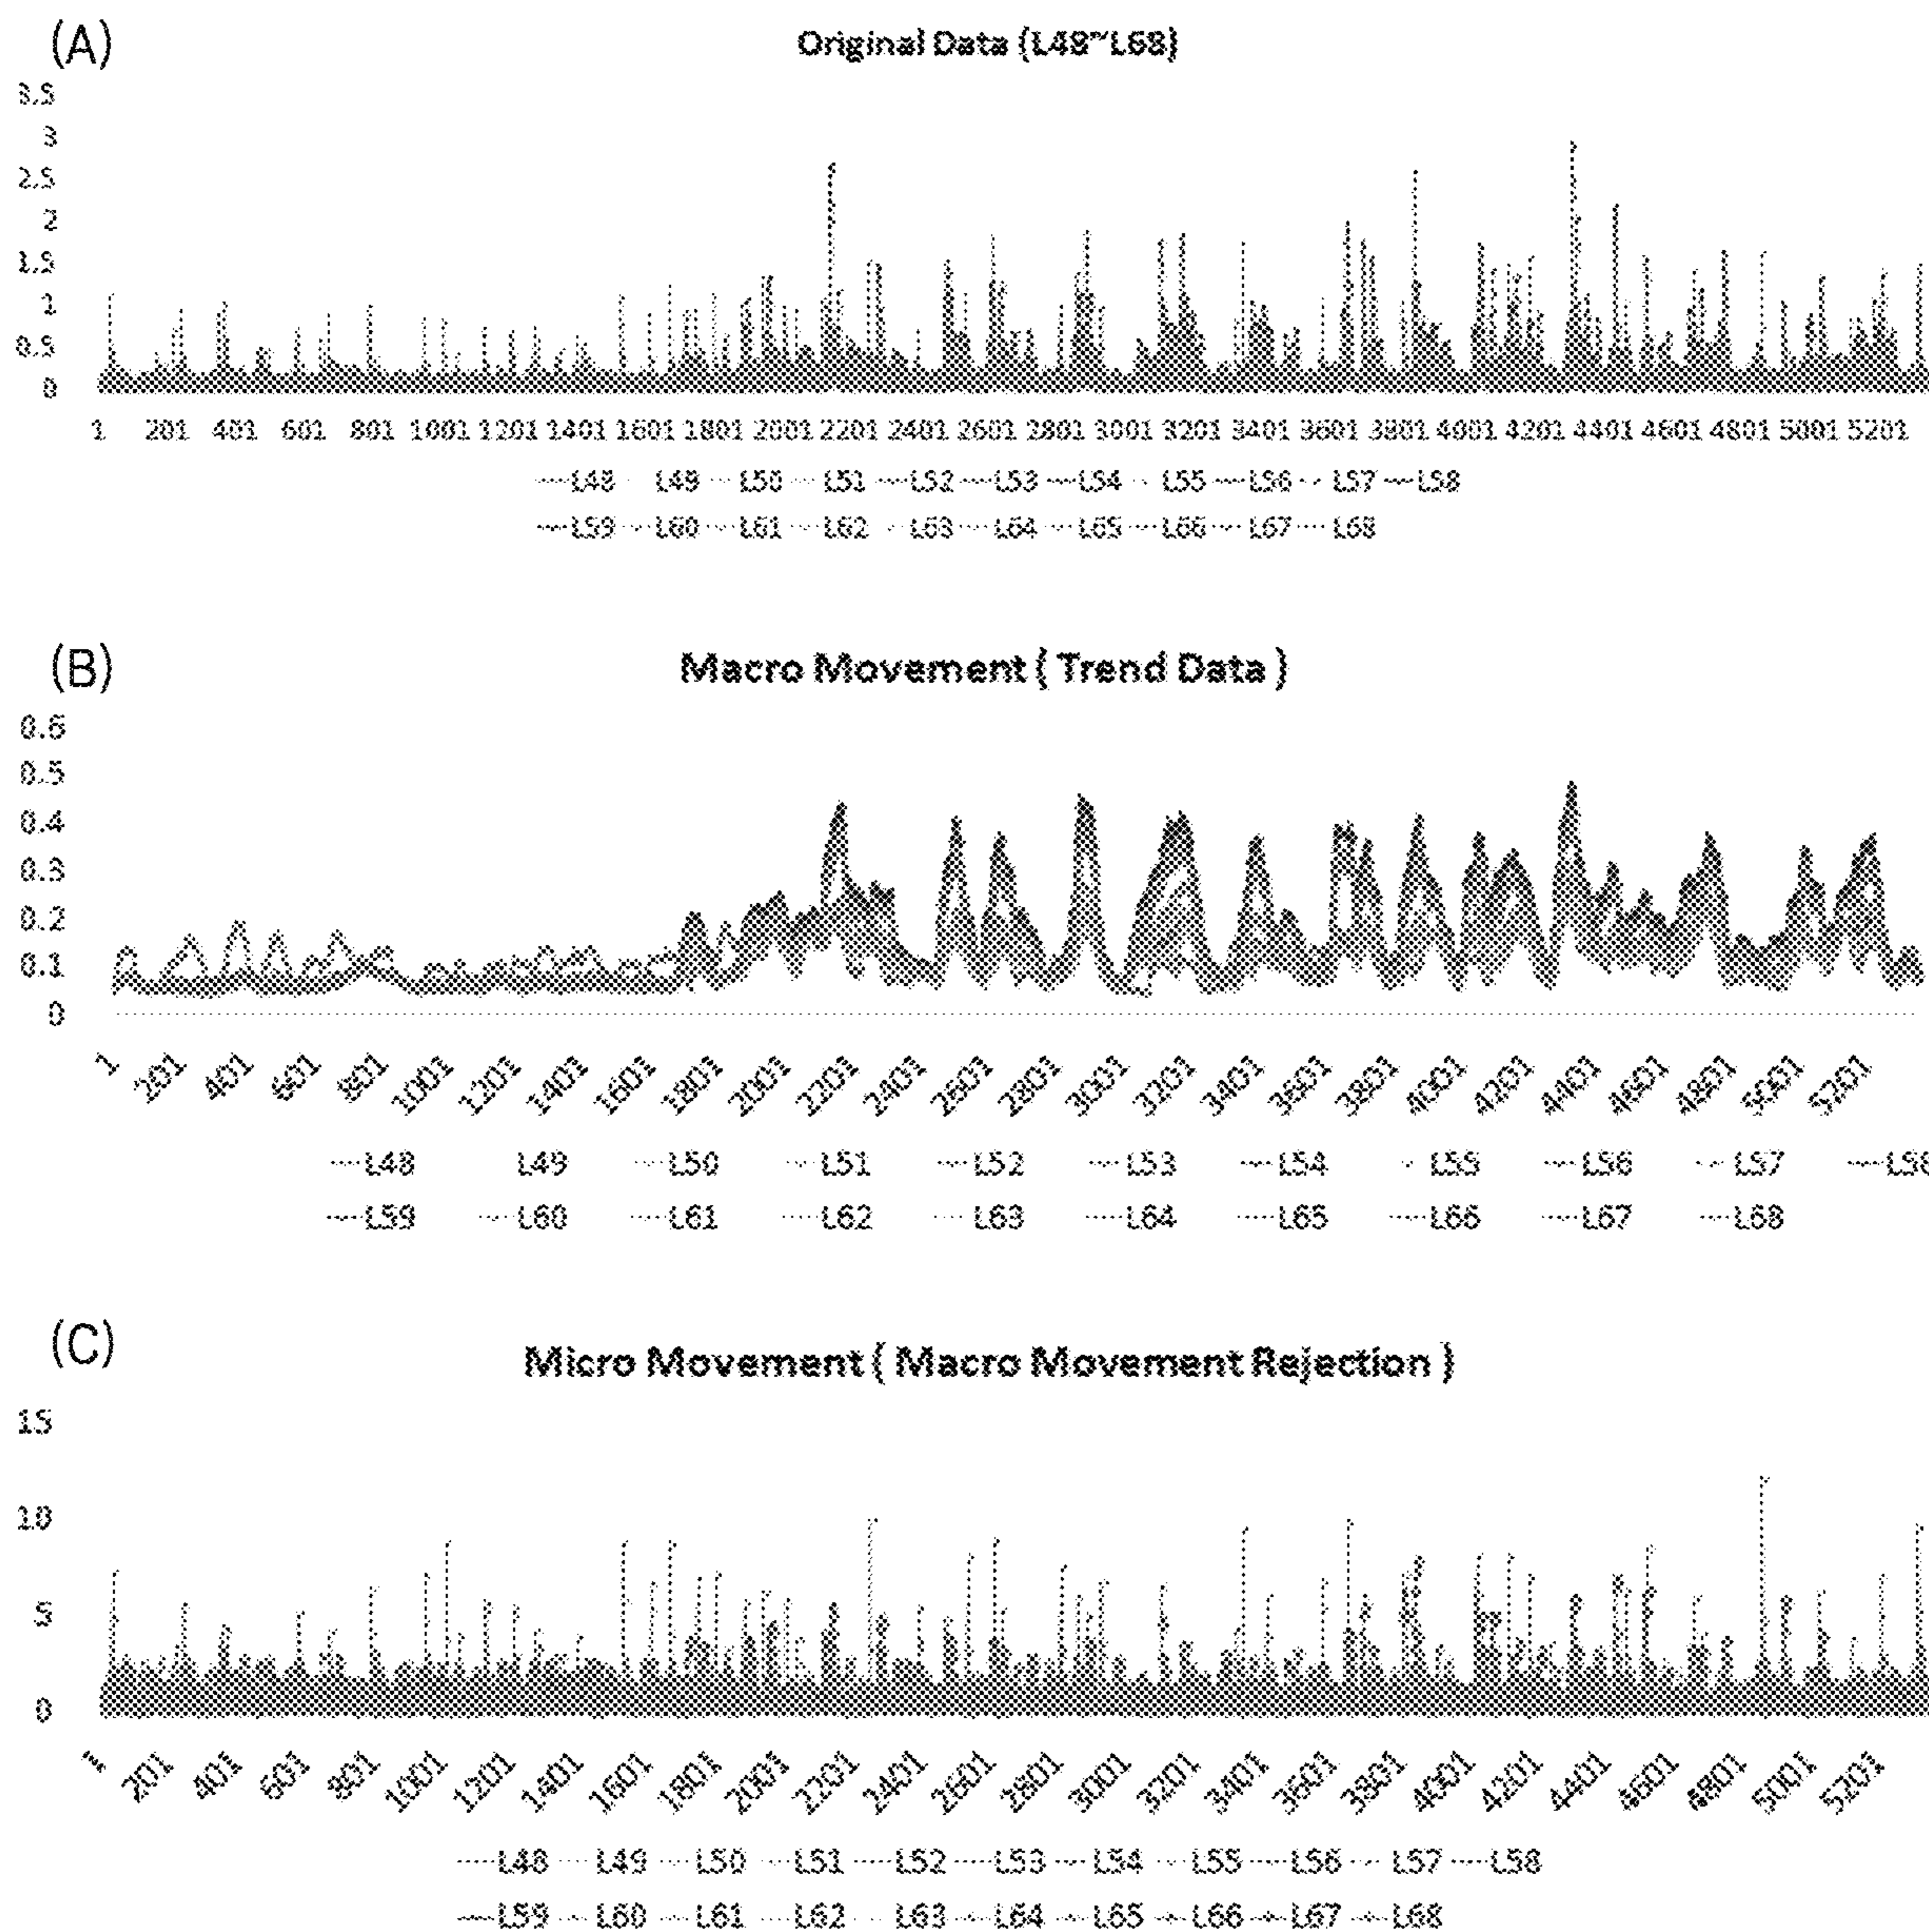 (A)
Original Data (L48~L68)
3.5
3
2.5
2
1.5
1
0.5
0
1 201 401 601 801 1001 1201 1401 1601 1801 2001 2201 2401 2601 2801 3001 3201 3401 3601 3801 4001 4201 4401 4601 4801 5001 5201
L48 L49 L50 L51 L52 L53 L54 L55 L56 L57 L58
L59 L60 L61 L62 L63 L64 L65 L66 L67 L68
(B)
Macro Movement ( Trend Data )
0.6
0.5
0.4
0.3
0.2
0.1
0
1 201 401 601 801 1001 1201 1401 1601 1801 2001 2201 2401 2601 2801 3001 3201 3401 3601 3801 4001 4201 4401 4601 4801 5001 5201
L48 L49 L50 L51 L52 L53 L54 L55 L56 L57 L58
L59 L60 L61 L62 L63 L64 L65 L66 L67 L68
(C)
Micro Movement ( Macro Movement Rejection )
15
10
5
0
1 201 401 601 801 1001 1201 1401 1601 1801 2001 2201 2401 2601 2801 3001 3201 3401 3601 3801 4001 4201 4401 4601 4801 5001 5201
L48 L49 L50 L51 L52 L53 L54 L55 L56 L57 L58
L59 L60 L61 L62 L63 L64 L65 L66 L67 L68